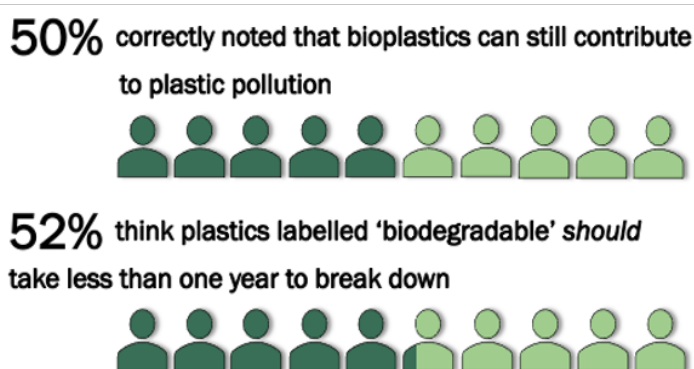 50% correctly noted that bioplastics can still contribute
to plastic pollution
52% think plastics labelled ‘biodegradable’ should
take less than one year to break down